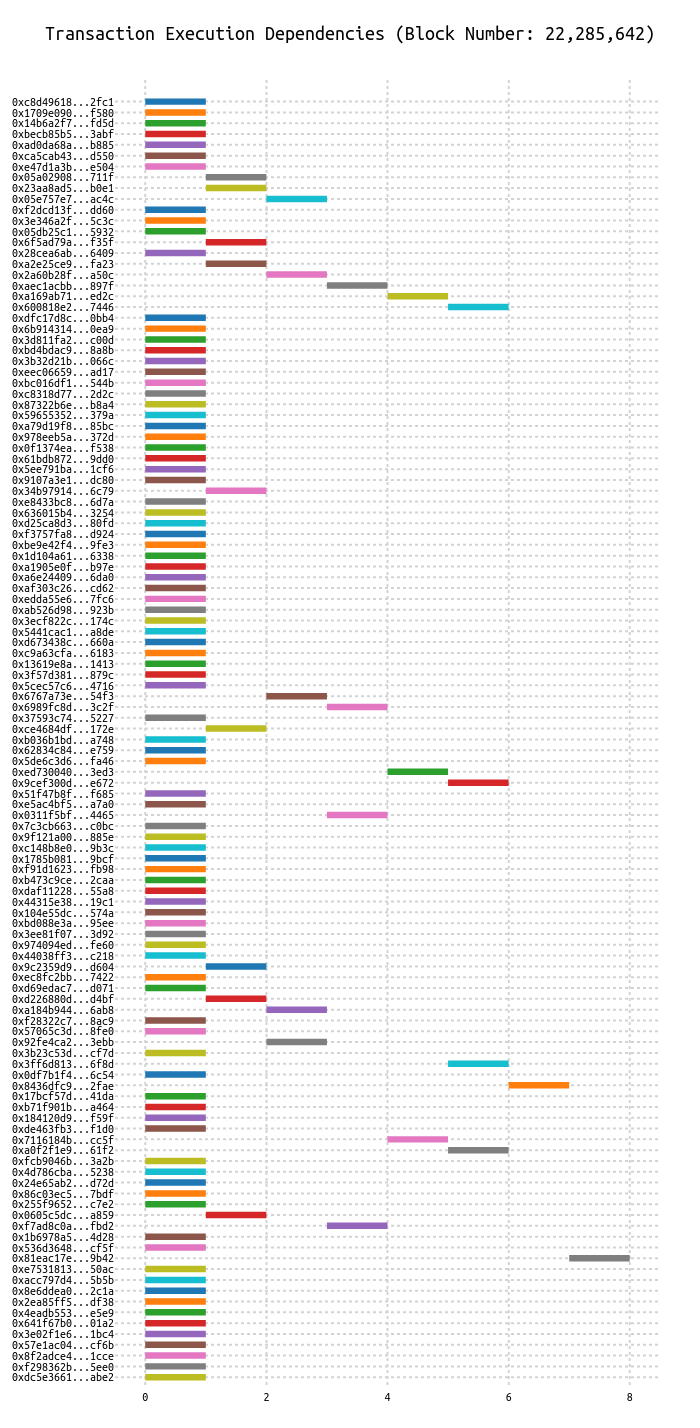 Transaction Execution Dependencies (Block Number: 22,285,642)
0xc8d49618...2fc1
0x1709e090...f580
0x14b6a2f7...fd5d
0xbecb85b5...3abf
0xad0da68a...b885
0xca5cab43...d550
0xe47d1a3b...e504
0x05a02908...711f
0x23aa8ad5...b0e1
0x05e757e7...ac4c
0xf2dcd13f...dd60
0x3e346a2f...5c3c
0x05db25c1...5932
0x6f5ad79a...f35f
0x28cea6ab...6409
0xa2e25ce9...fa23
0x2a60b28f...a50c
0xaec1acbb...897f
0xa169ab71...ed2c
0x600818e2...7446
0xdfc17d8c...0bb4
0x6b914314...0ea9
0x3d811fa2...c00d
0xbd4bdac9...8a8b
0x3b32d21b...066c
0xeec06659...ad17
0xbc016df1...544b
0xc8318d77...2d2c
0x87322b6e...b8a4
0x59655352...379a
0xa79d19f8...85bc
0x978eeb5a...372d
0x0f1374ea...f538
0x61bdb872...9dd0
0x5ee791ba...1cf6
0x9107a3e1...dc80
0x34b97914...6c79
0xe8433bc8...6d7a
0x636015b4...3254
0xd25ca8d3...80fd
0xf3757fa8...d924
0xbe9e42f4...9fe3
0x1d104a61...6338
0xa1905e0f...b97e
0xa6e24409...6da0
0xaf303c26...cd62
0xedda55e6...7fc6
0xab526d98...923b
0x3ecf822c...174c
0x5441cac1...a8de
0xd673438c...660a
0xc9a63cfa...6183
0x13619e8a...1413
0x3f57d381...879c
0x5cec57c6...4716
0x6767a73e...54f3
0x6989fc8d...3c2f
0x37593c74...5227
0xce4684df...172e
0xb036b1bd...a748
0x62834c84...e759
0x5de6c3d6...fa46
0xed730040...3ed3
0x9cef300d...e672
0x51f47b8f...f685
0xe5ac4bf5...a7a0
0x0311f5bf...4465
0x7c3cb663...c0bc
0x9f121a00...885e
0xc148b8e0...9b3c
0x1785b081...9bcf
0xf91d1623...fb98
0xb473c9ce...2caa
0xdaf11228...55a8
0x44315e38...19c1
0x104e55dc...574a
0xbd088e3a...95ee
0x3ee81f07...3d92
0x974094ed...fe60
0x44038ff3...c218
0x9c2359d9...d604
0xec8fc2bb...7422
0xd69edac7...d071
0xd226880d...d4bf
0xa184b944...6ab8
0xf28322c7...8ac9
0x57065c3d...8fe0
0x92fe4ca2...3ebb
0x3b23c53d...cf7d
0x3ff6d813...6f8d
0x0df7b1f4...6c54
0x8436dfc9...2fae
0x17bcf57d...41da
0xb71f901b...a464
0x184120d9...f59f
0xde463fb3...f1d0
0x7116184b...cc5f
0xa0f2f1e9...61f2
0xfcb9046b...3a2b
0x4d786cba...5238
0x24e65ab2...d72d
0x86c03ec5...7bdf
0x255f9652...c7e2
0x0605c5dc...a859
0xf7ad8c0a...fbd2
0x1b6978a5...4d28
0x536d3648...cf5f
0x81eac17e...9b42
0xe7531813...50ac
0xacc797d4...5b5b
0x8e6ddea0...2c1a
0x2ea85ff5...df38
0x4eadb553...e5e9
0x641f67b0...01a2
0x3e02f1e6...1bc4
0x57e1ac04...cf6b
0x8f2adce4...1cce
0xf298362b...5ee0
0xdc5e3661...abe2
0 2 4 6 8